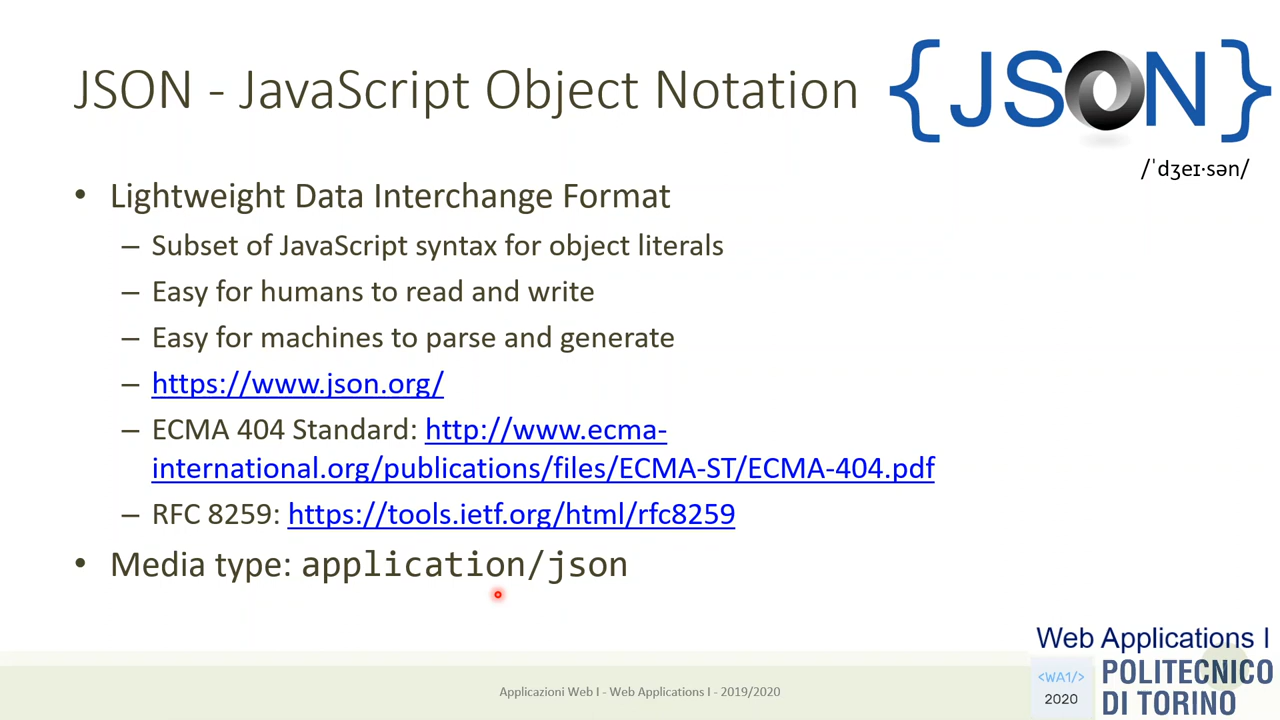 JSON - JavaScript Object Notation
{JSON}
/ˈdʒeɪ·sən/
• Lightweight Data Interchange Format
– Subset of JavaScript syntax for object literals
– Easy for humans to read and write
– Easy for machines to parse and generate
– https://www.json.org/
– ECMA 404 Standard: http://www.ecma-
international.org/publications/files/ECMA-ST/ECMA-404.pdf
– RFC 8259: https://tools.ietf.org/html/rfc8259
• Media type: application/json
Web Applications I
<WA1/>
2020
POLITECNICO
DI TORINO
Applicazioni Web I - Web Applications I - 2019/2020